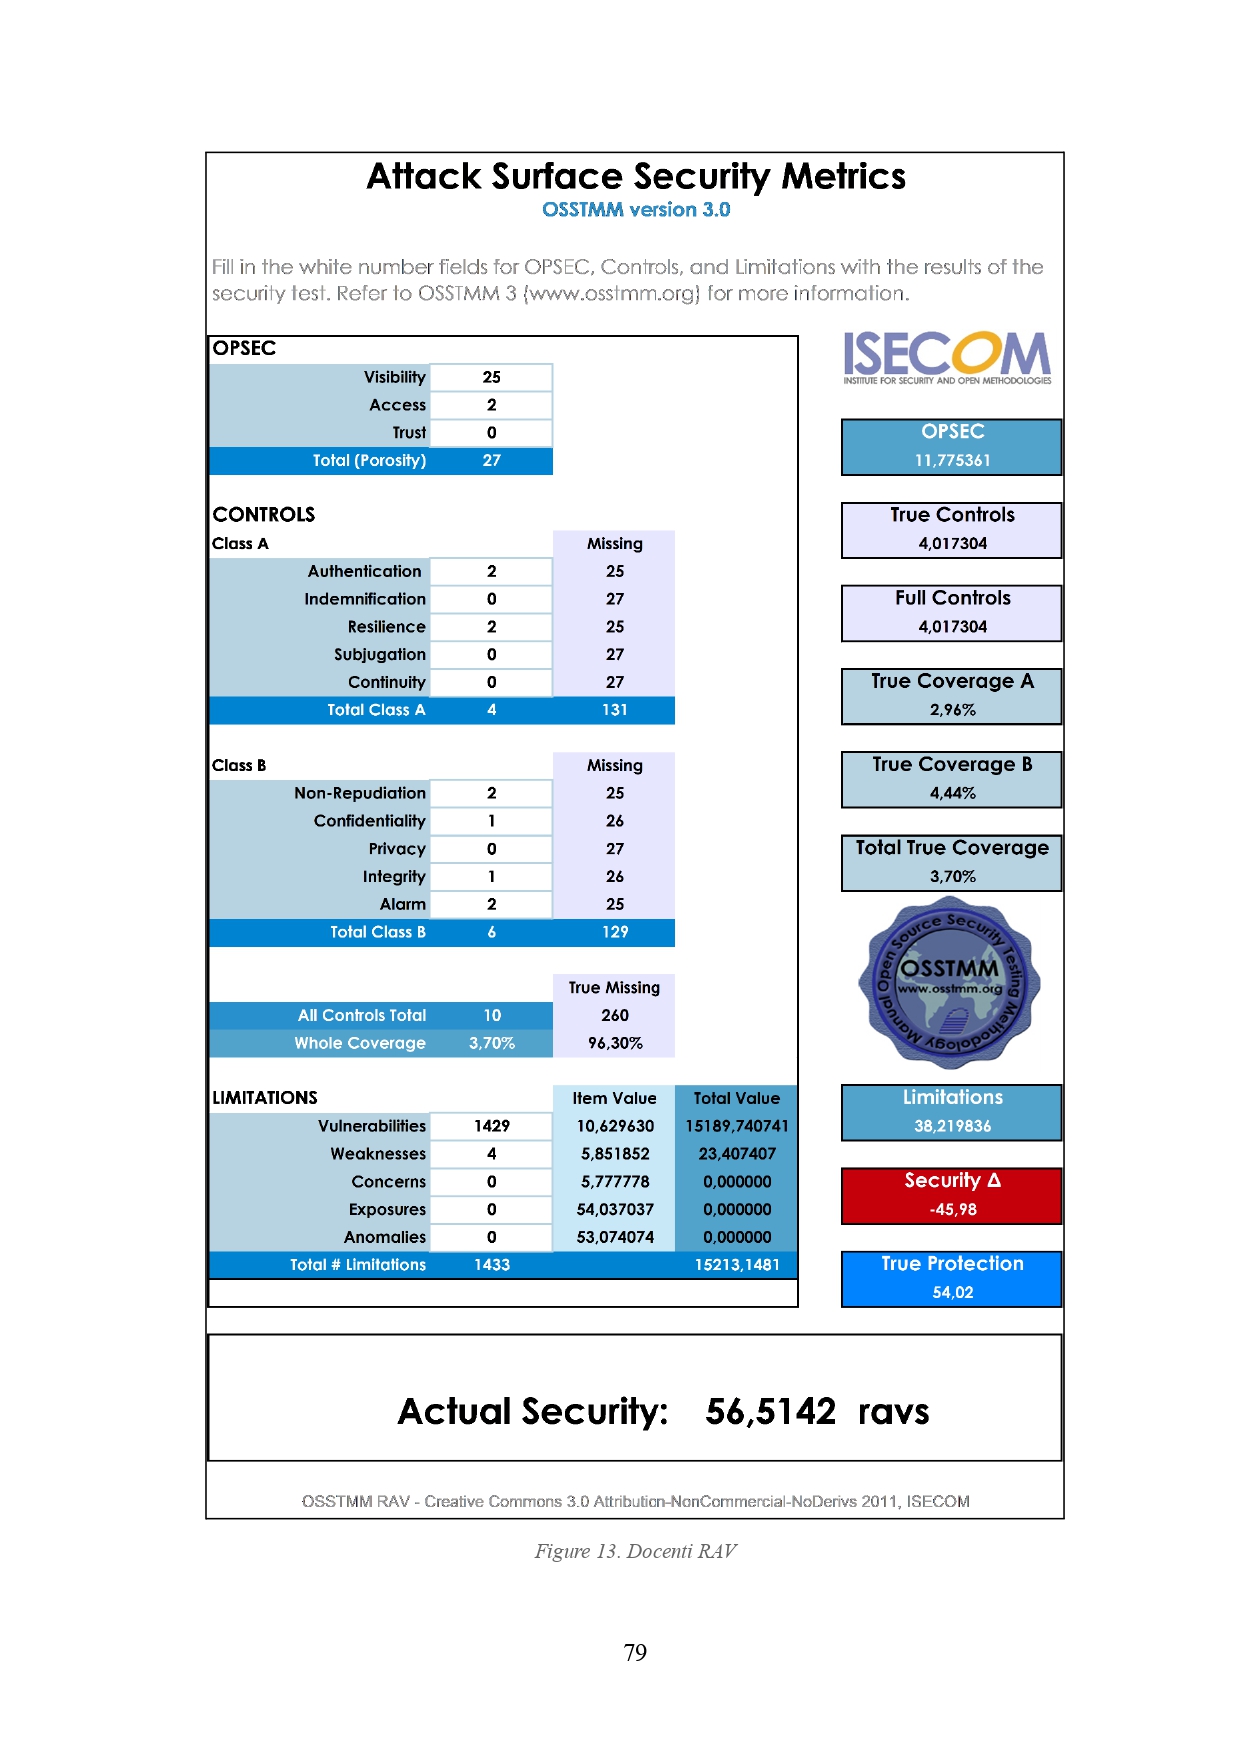 Attack Surface Security Metrics
OSSTMM version 3.0
Fill in the white number fields for OPSEC, Controls, and Limitations with the results of the
security test. Refer to OSSTMM 3 (www.osstmm.org) for more information.
OPSEC
Visibility 25
Access 2
Trust 0
Total (Porosity) 27
CONTROLS
Class A Missing
Authentication 2 25
Indemnification 0 27
Resilience 2 25
Subjugation 0 27
Continuity 0 27
Total Class A 4 131
Class B Missing
Non-Repudiation 2 25
Confidentiality 1 26
Privacy 0 27
Integrity 1 26
Alarm 2 25
Total Class B 6 129
True Missing
All Controls Total 10 260
Whole Coverage 3,70% 96,30%
LIMITATIONS Item Value Total Value
Vulnerabilities 1429 10,629630 15189,740741
Weaknesses 4 5,851852 23,407407
Concerns 0 5,777778 0,000000
Exposures 0 54,037037 0,000000
Anomalies 0 53,074074 0,000000
Total # Limitations 1433 15213,1481
ISECOM
INSTITUTE FOR SECURITY AND OPEN METHODOLOGIES
OPSEC
11,775361
True Controls
4,017304
Full Controls
4,017304
True Coverage A
2,96%
True Coverage B
4,44%
Total True Coverage
3,70%
Open Source Security Testing Methodology Manual
OSSTMM
www.osstmm.org
Limitations
38,219836
Security Δ
-45,98
True Protection
54,02
Actual Security: 56,5142 ravs
OSSTMM RAV - Creative Commons 3.0 Attribution-NonCommercial-NoDerivs 2011, ISECOM
Figure 13. Docenti RAV
79